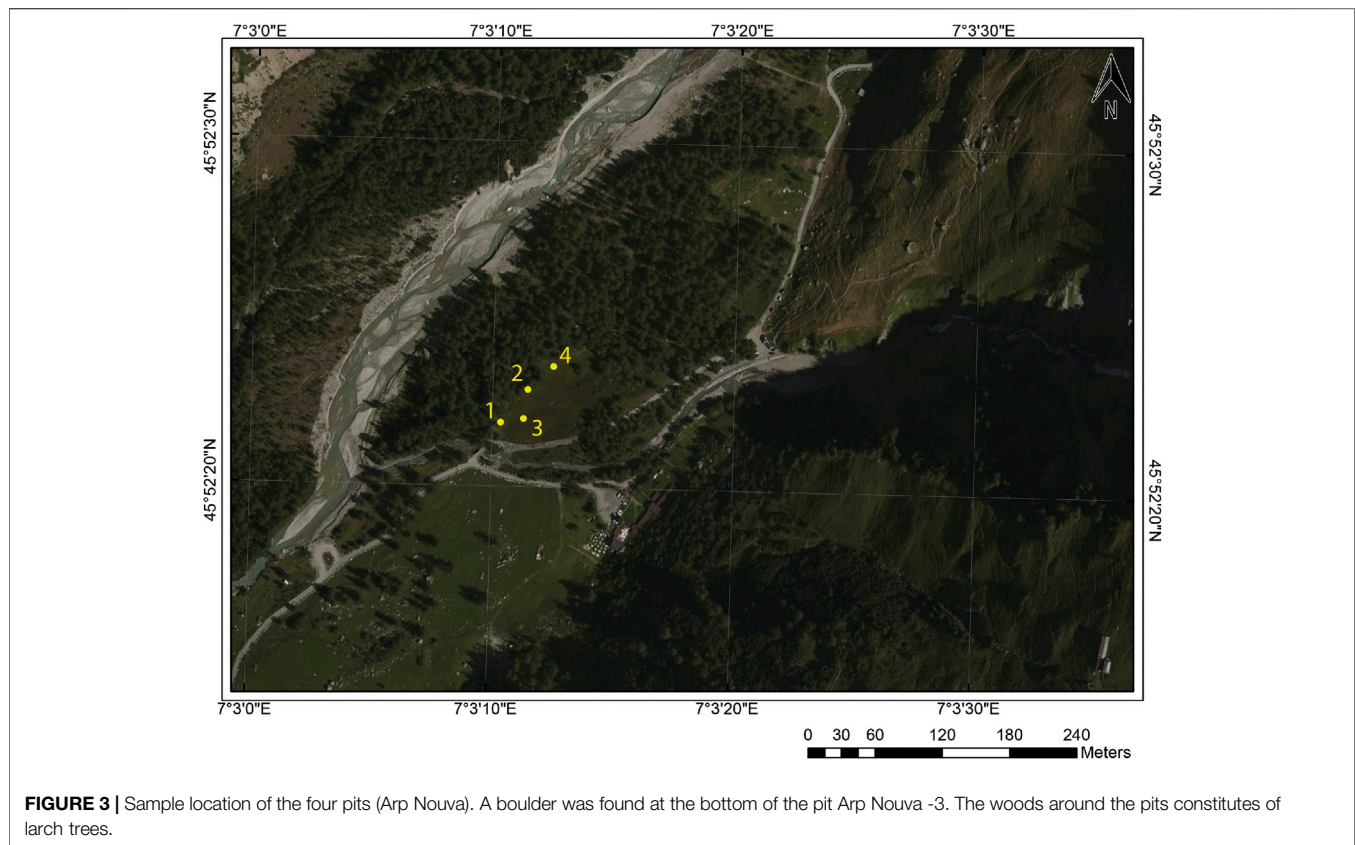 7°3'0"E 7°3'10"E 7°3'20"E 7°3'30"E
N
45°52'30"N 45°52'30"N
4
2
1
3
45°52'20"N 45°52'20"N
7°3'0"E 7°3'10"E 7°3'20"E 7°3'30"E
0 30 60 120 180 240
Meters
FIGURE 3 | Sample location of the four pits (Arp Nouva). A boulder was found at the bottom of the pit Arp Nouva -3. The woods around the pits constitutes of
larch trees.